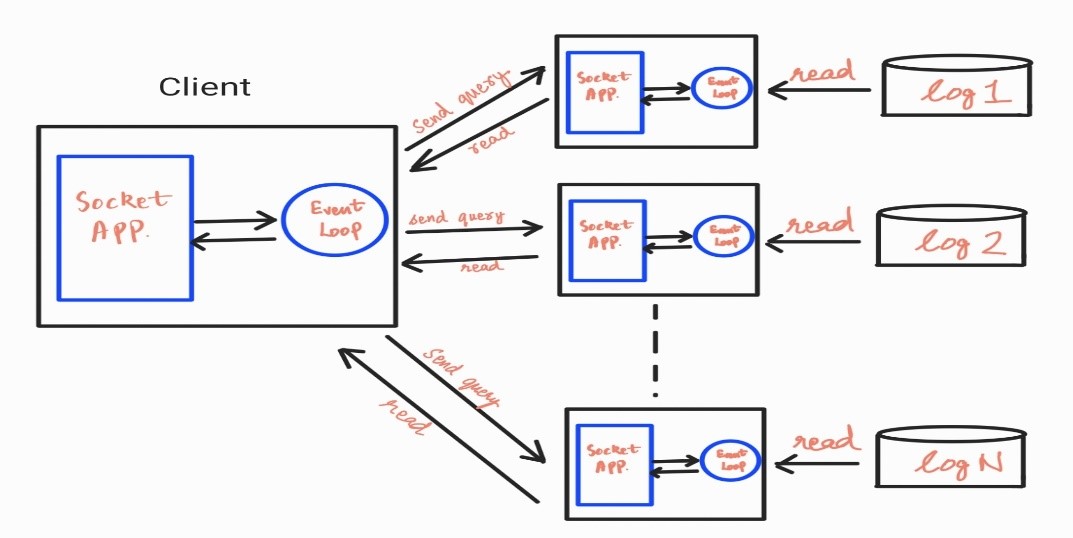 Client
Socket
APP.
Event
Loop
Send query
read
Socket
APP.
Event
Loop
read
log 1
send query
read
Socket
APP.
Event
Loop
read
log 2
Send query
read
Socket
APP.
Event
Loop
read
log N